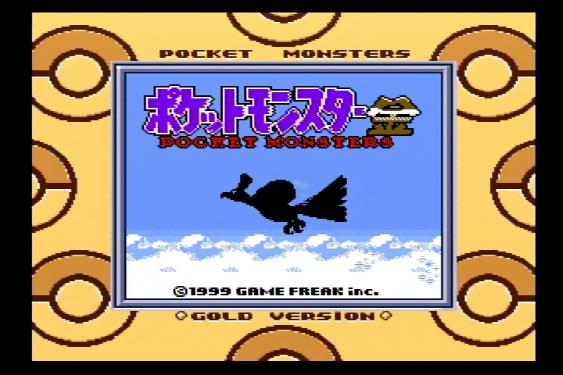 POCKET MONSTERS
ポケットモンスター金
POCKET MONSTERS
©1999 GAME FREAK inc.
GOLD VERSION